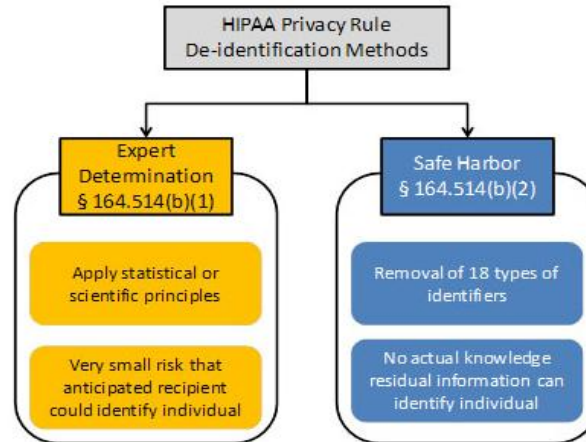 HIPAA Privacy Rule
De-identification Methods
Expert
Determination
§ 164.514(b)(1)
Apply statistical or
scientific principles
Very small risk that
anticipated recipient
could identify individual
Safe Harbor
§ 164.514(b)(2)
Removal of 18 types of
identifiers
No actual knowledge
residual information can
identify individual